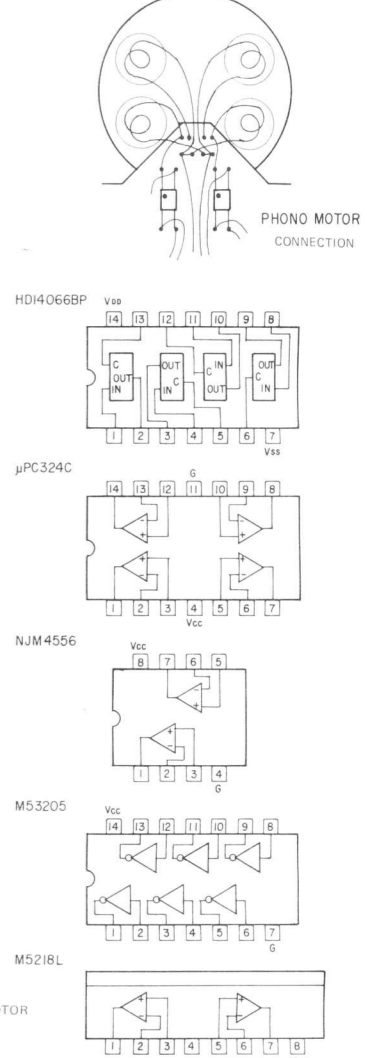 PHONO MOTOR
CONNECTION
HD14066BP VDD
14 13 12 11 10 9 8
C OUT IN
OUT C IN
IN C OUT
OUT C IN
1 2 3 4 5 6 7
VSS
μPC324C G
14 13 12 11 10 9 8
- + - +
+ - + -
1 2 3 4 5 6 7
Vcc
NJM4556 Vcc
8 7 6 5
- +
+ -
1 2 3 4
G
M53205 Vcc
14 13 12 11 10 9 8
1 2 3 4 5 6 7
G
M5218L
+ - + -
OTOR
1 2 3 4 5 6 7 8